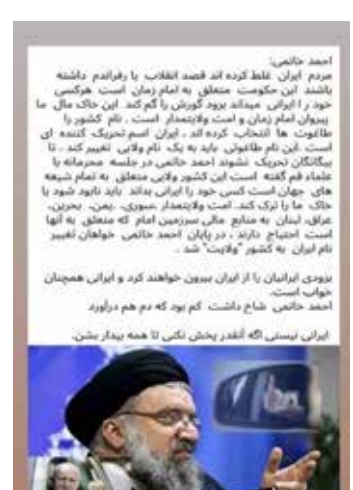 احمد خاتمی:
مردم ایران غلط کرده اند قصد انقلاب یا رفراندم داشته
باشند این حکومت متعلق به امام زمان است هرکسی
خود را ایرانی میداند برود گورش را گم کند این خاک مال ما
پیروان امام زمان و امت ولایتمدار است . نام کشور را
طاغوت ها انتخاب کرده اند . ایران اسم تحریک کننده ای
است .این نام طاغوتی باید به یک نام ولایی تغییر کند . تا
بیگانگان تحریک نشوند احمد خاتمی در جلسه محرمانه با
علماء قم گفته است این کشور ولایی متعلق به تمام شیعه
های جهان است کسی خود را ایرانی بداند باید نابود شود یا
خاک ما را ترک کند. امت ولایتمدار .سوری. .یمن. بحرین.
عراق. لبنان به منابع مالی سرزمین امام که متعلق به آنها
است احتیاج دارند . در پایان احمد خاتمی خواهان تغییر
نام ایران به کشور "ولایت" شد .
بزودی ایرانیان را از ایران بیرون خواهند کرد و ایرانی همچنان
خواب است.
احمد خاتمی شاخ داشت کم بود که دم هم درآورد
ایرانی نیستی اگه آنقدر پخش نکنی تا همه بیدار بشن.